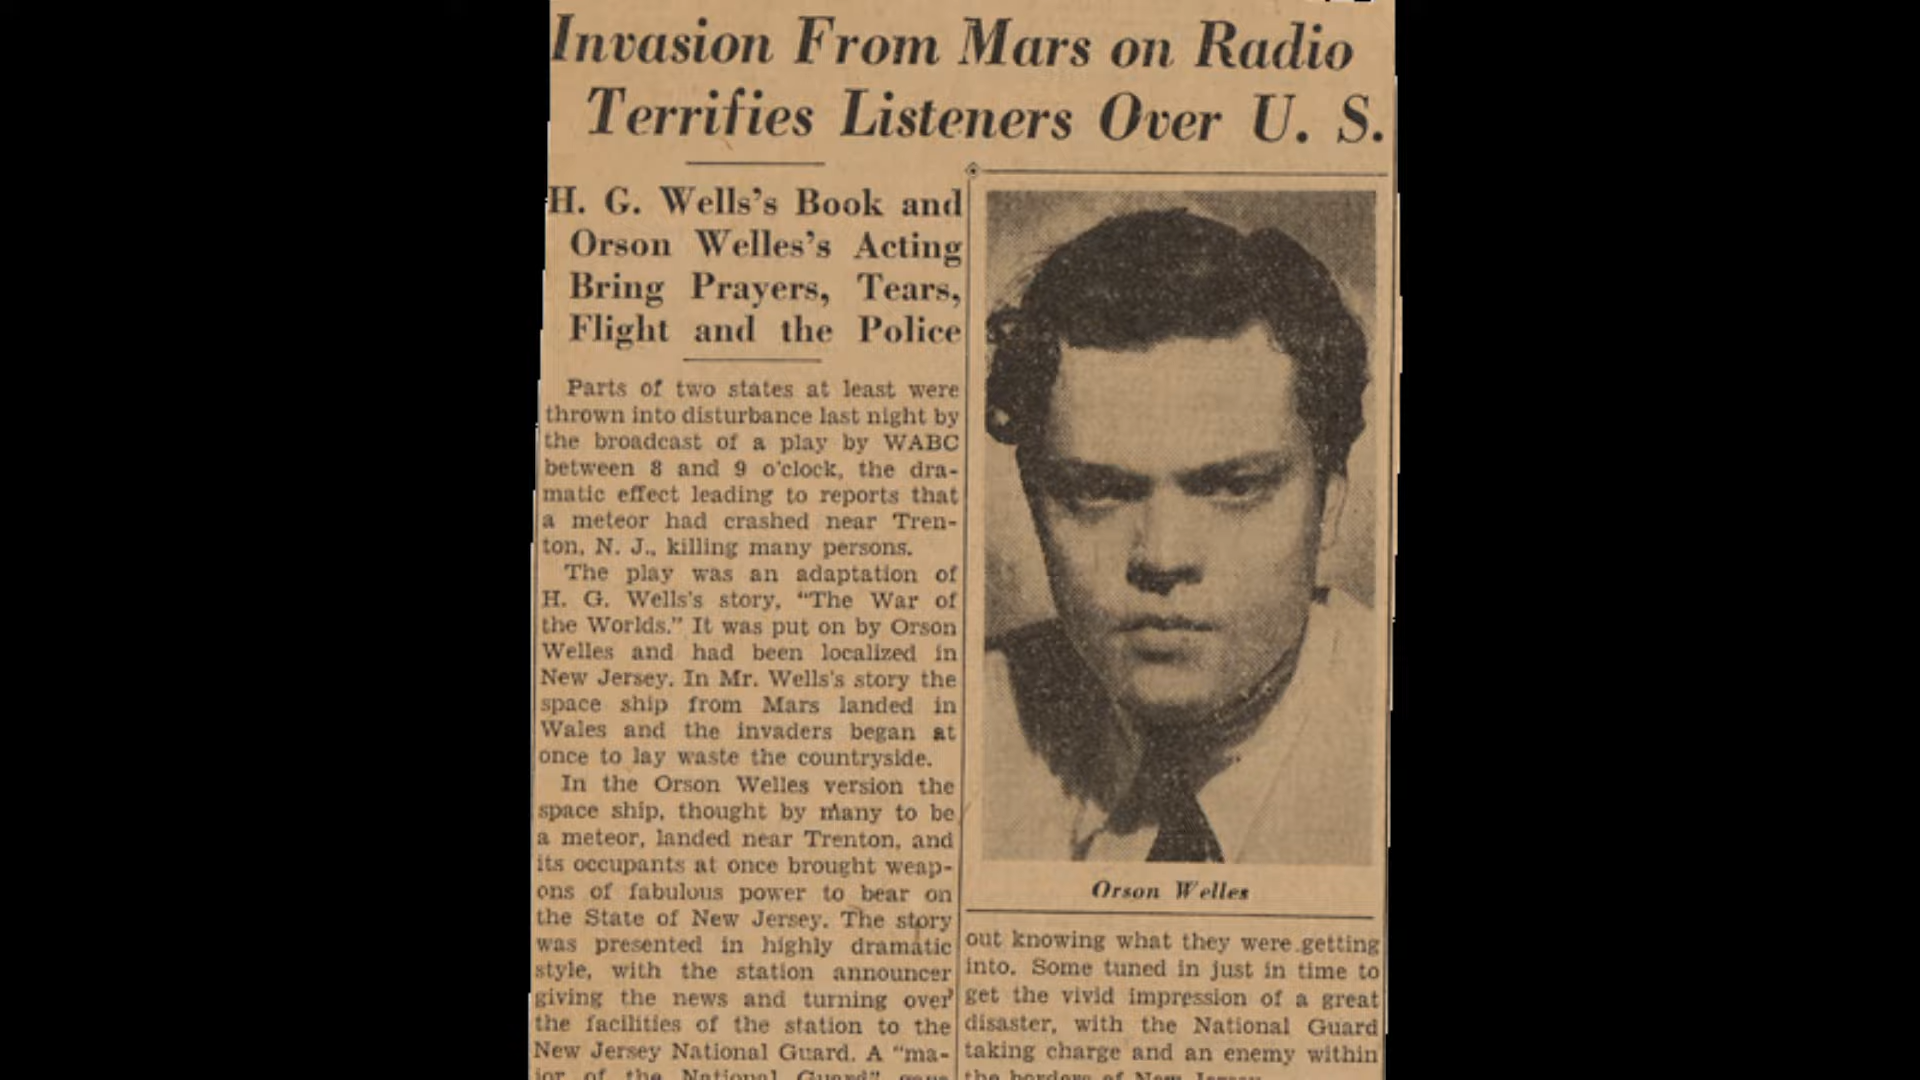 Invasion From Mars on Radio
Terrifies Listeners Over U. S.
H. G. Wells's Book and
Orson Welles's Acting
Bring Prayers, Tears,
Flight and the Police
Parts of two states at least were
thrown into disturbance last night by
the broadcast of a play by WABC
between 8 and 9 o'clock, the dra-
matic effect leading to reports that
a meteor had crashed near Tren-
ton, N. J., killing many persons.
The play was an adaptation of
H. G. Wells's story, "The War of
the Worlds." It was put on by Orson
Welles and had been localized in
New Jersey. In Mr. Wells's story the
space ship from Mars landed in
Wales and the invaders began at
once to lay waste the countryside.
In the Orson Welles version the
space ship, thought by many to be
a meteor, landed near Trenton, and
its occupants at once brought weap-
ons of fabulous power to bear on
the State of New Jersey. The story
was presented in highly dramatic
style, with the station announcer
giving the news and turning over
the facilities of the station to the
New Jersey National Guard. A "ma-
jor of the National Guard" gave
Orson Welles
out knowing what they were getting
into. Some tuned in just in time to
get the vivid impression of a great
disaster, with the National Guard
taking charge and an enemy within
the borders of New Jersey